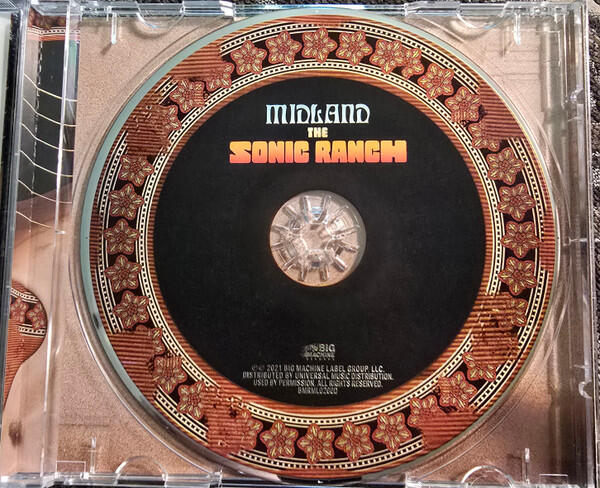 MIDLAND
THE
SONIC RANCH
BIG
MACHINE
RECORDS
℗ © 2021 BIG MACHINE LABEL GROUP, LLC.
DISTRIBUTED BY UNIVERSAL MUSIC DISTRIBUTION.
USED BY PERMISSION. ALL RIGHTS RESERVED.